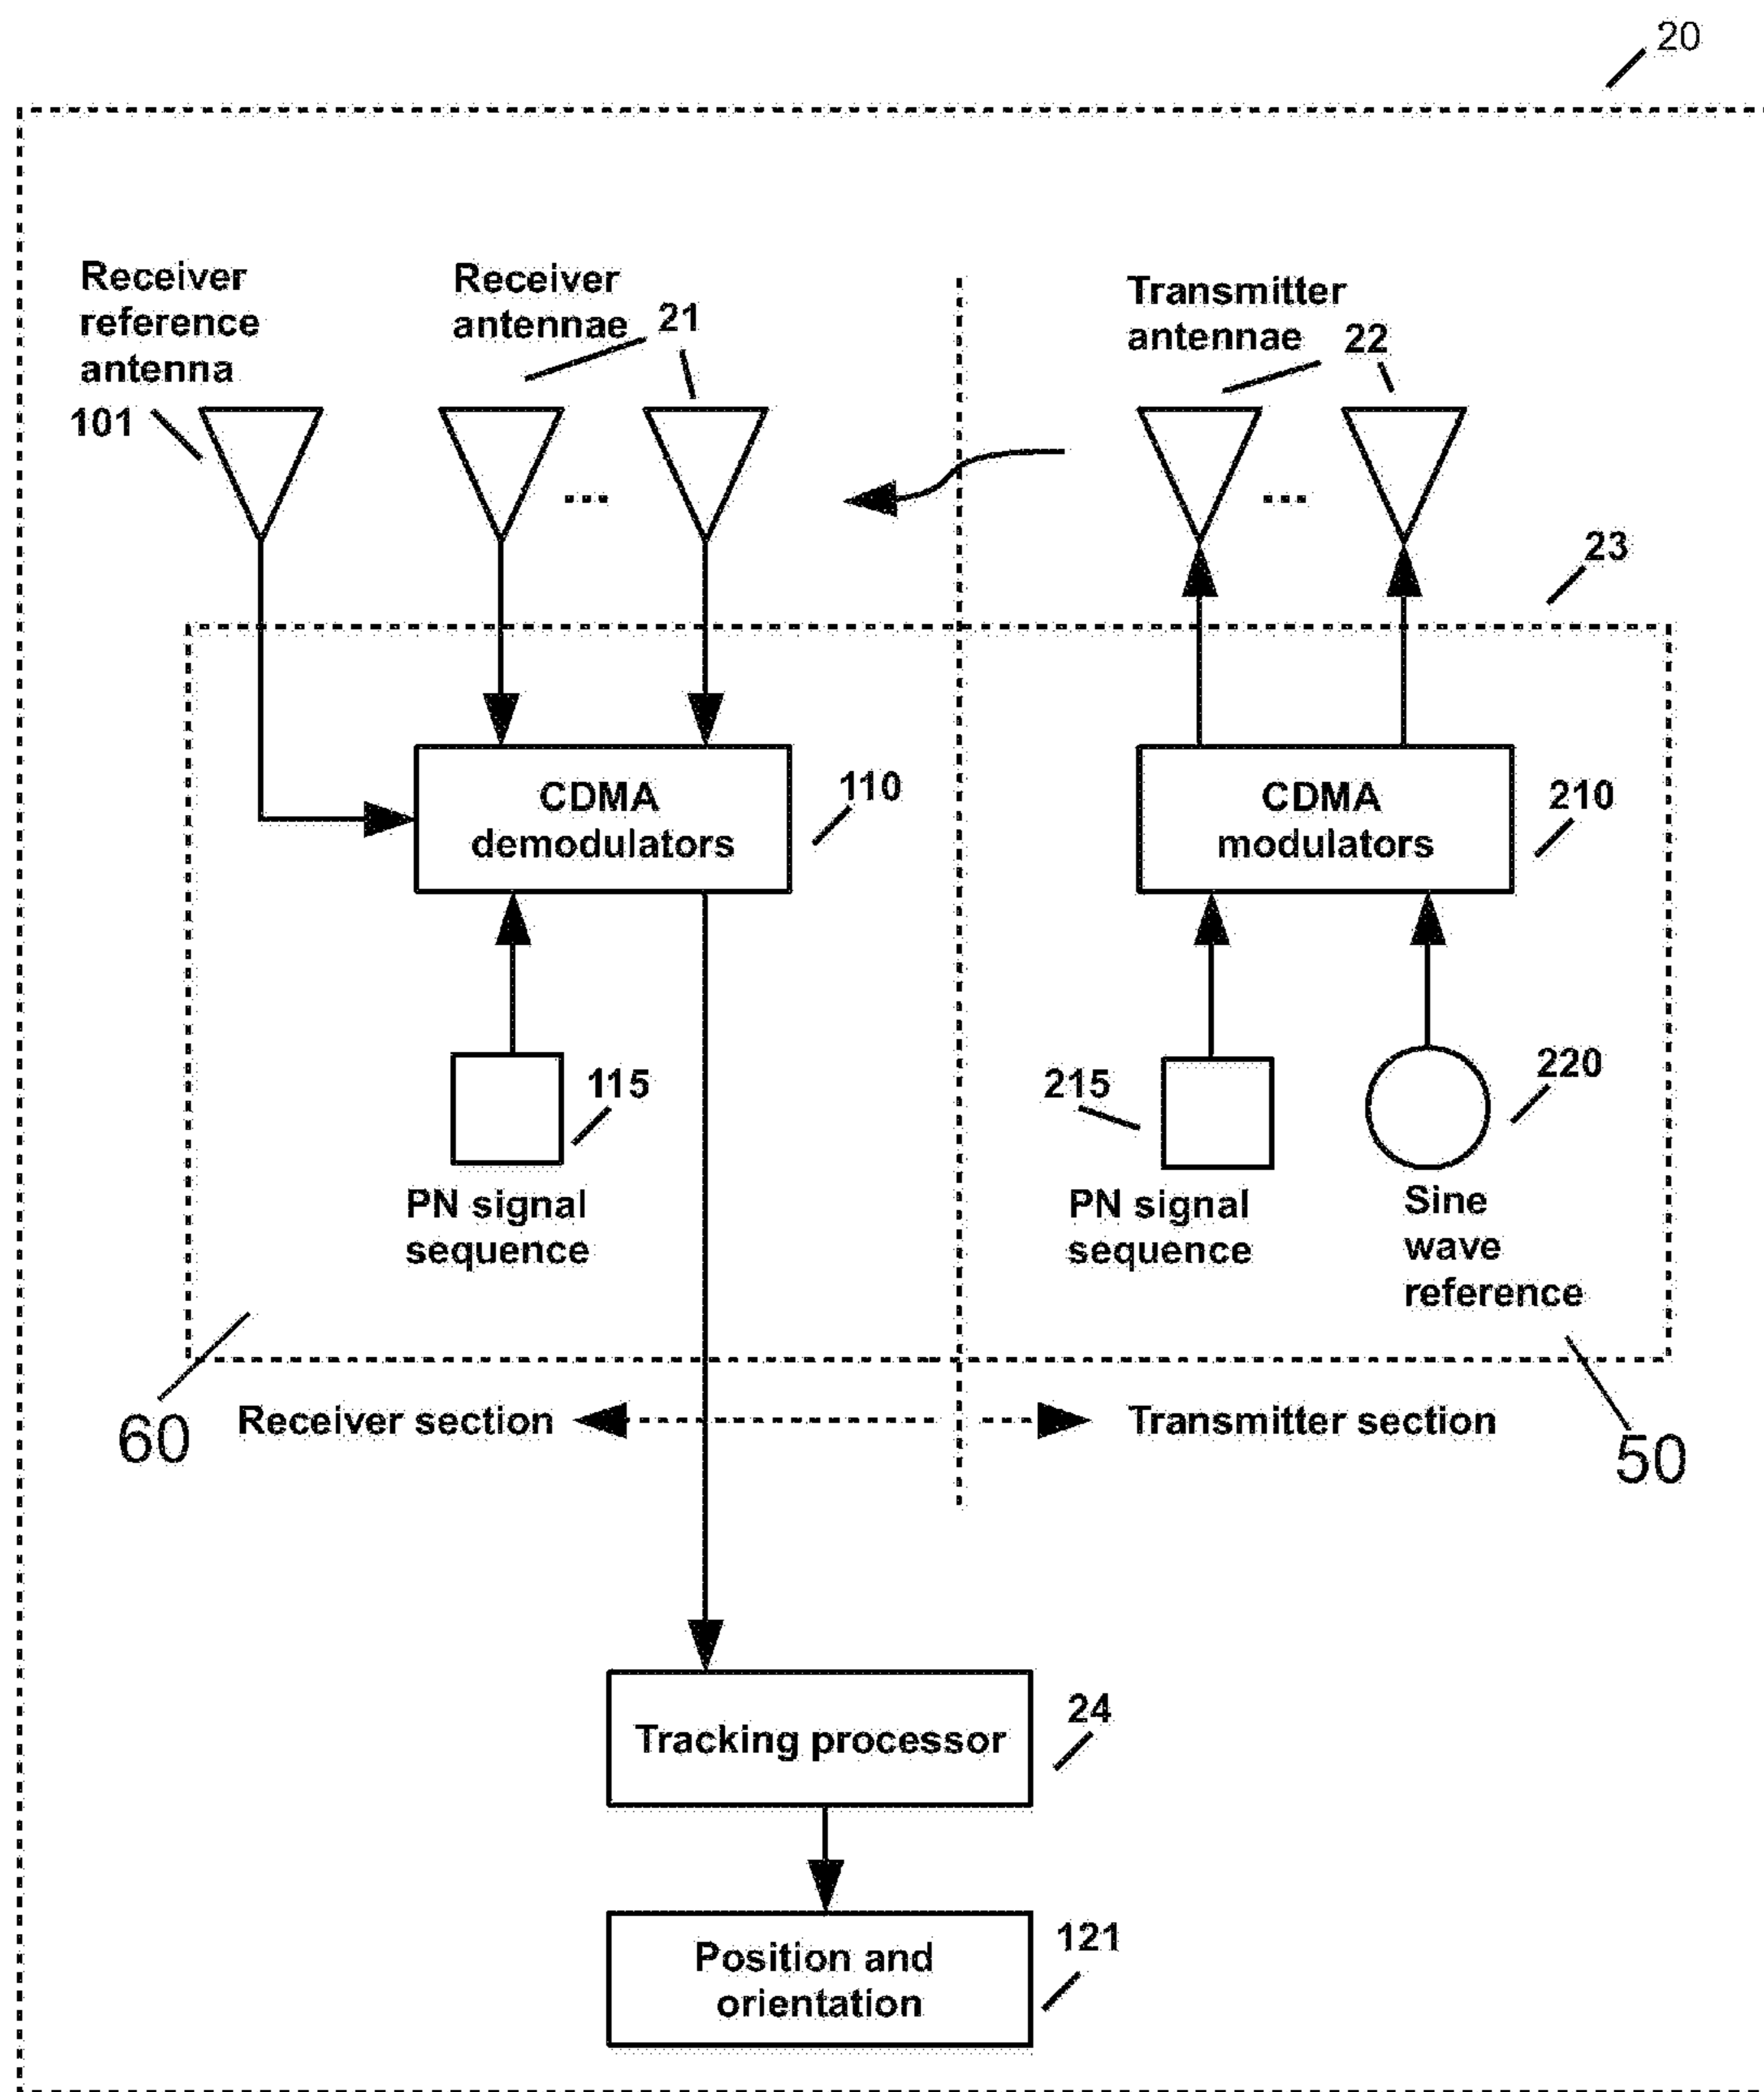 20
Receiver
reference
antenna
101
Receiver
antennae
21
Transmitter
antennae
22
...
...
23
CDMA
demodulators
110
CDMA
modulators
210
115
PN signal
sequence
215
PN signal
sequence
220
Sine
wave
reference
60
Receiver section
Transmitter section
50
Tracking processor
24
Position and
orientation
121